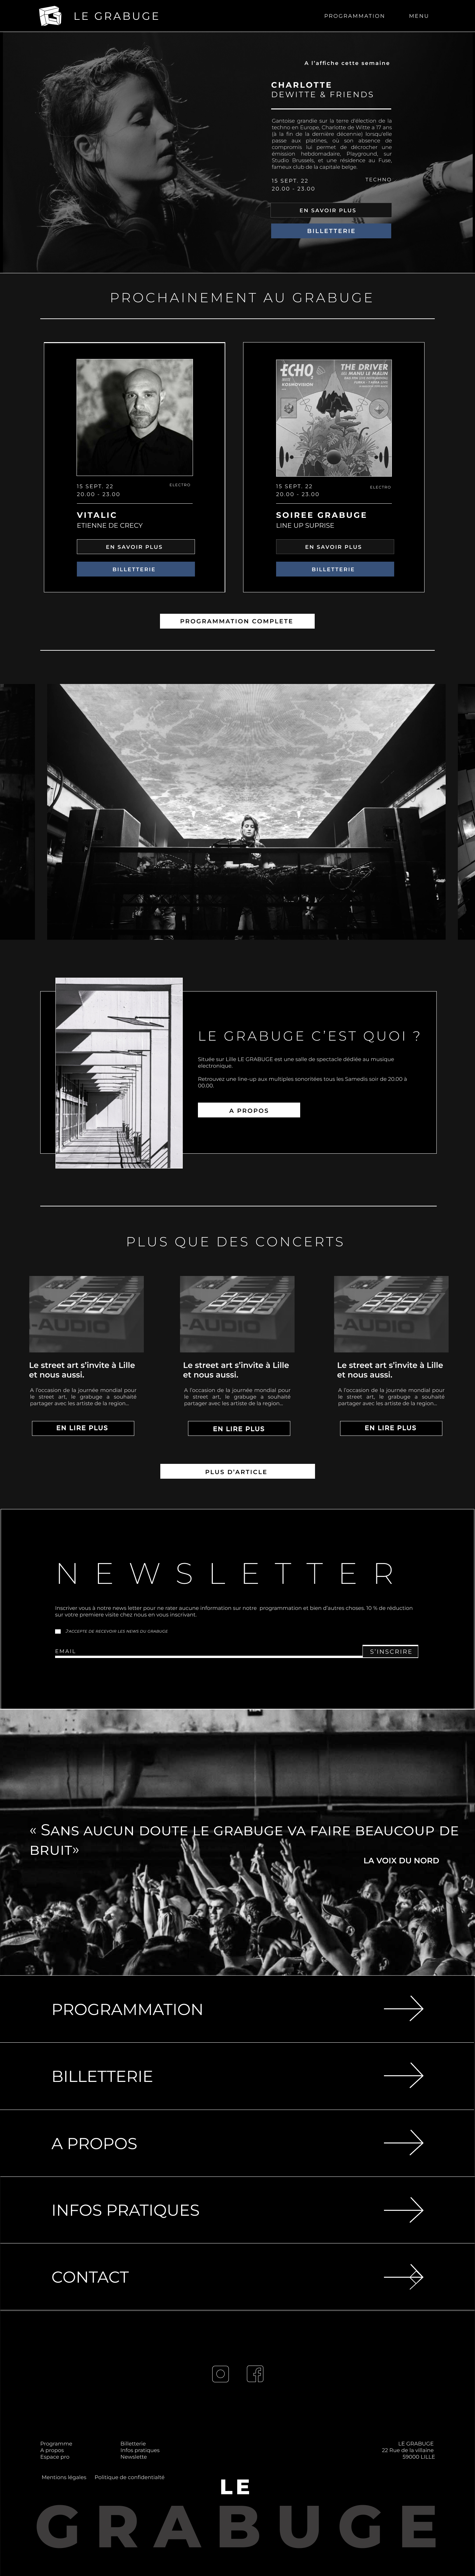 LE GRABUGE
PROGRAMMATION
MENU
A l'affiche cette semaine
CHARLOTTE
DEWITTE & FRIENDS
Cantoise grandie sur la terre d'élection de la
techno en Europe, Charlotte de Witte a 17 ans
(à la fin de la dernière décennie) lorsqu'elle
passe aux platines, où son absence de
compromis lui permet de décrocher une
émission hebdomadaire, Playground, sur
Studio Brussels, et une résidence au Fuse,
fameux club de la capitale belge.
15 SEPT. 22
TECHNO
20.00 - 23.00
EN SAVOIR PLUS
BILLETTERIE
PROCHAINEMENT AU GRABUGE
15 SEPT. 22
ELECTRO
20.00 - 23.00
VITALIC
ETIENNE DE CRECY
EN SAVOIR PLUS
BILLETTERIE
ECHO
KOSMOVISION
THE DRIVER
AKA MANU LE MALIN
15 SEPT. 22
ELECTRO
20.00 - 23.00
SOIREE GRABUGE
LINE UP SUPRISE
EN SAVOIR PLUS
BILLETTERIE
PROGRAMMATION COMPLETE
LE GRABUGE C'EST QUOI ?
Située sur Lille LE GRABUGE est une salle de spectacle dédiée au musique
electronique.
Retrouvez une line-up aux multiples sonoritées tous les Samedis soir de 20.00 à
00.00.
A PROPOS
PLUS QUE DES CONCERTS
-AUDIO
Le street art s'invite à Lille
et nous aussi.
A l'occasion de la journée mondial pour
le street art, le grabuge a souhaité
partager avec les artiste de la region...
EN LIRE PLUS
-AUDIO
Le street art s'invite à Lille
et nous aussi.
A l'occasion de la journée mondial pour
le street art, le grabuge a souhaité
partager avec les artiste de la region...
EN LIRE PLUS
-AUDIO
Le street art s'invite à Lille
et nous aussi.
A l'occasion de la journée mondial pour
le street art, le grabuge a souhaité
partager avec les artiste de la region...
EN LIRE PLUS
PLUS D'ARTICLE
NEWSLETTER
Inscriver vous à notre news letter pour ne rater aucune information sur notre programmation et bien d'autres choses. 10 % de réduction
sur votre premiere visite chez nous en vous inscrivant.
J'ACCEPTE DE RECEVOIR LES NEWS DU GRABUGE
EMAIL
S'INSCRIRE
« SANS AUCUN DOUTE LE GRABUGE VA FAIRE BEAUCOUP DE
BRUIT»
LA VOIX DU NORD
PROGRAMMATION
BILLETTERIE
A PROPOS
INFOS PRATIQUES
CONTACT
Programme
A propos
Espace pro
Billetterie
Infos pratiques
Newslette
LE GRABUGE
22 Rue de la villaine
59000 LILLE
Mentions légales
Politique de confidentialté
LE
GRABUGE